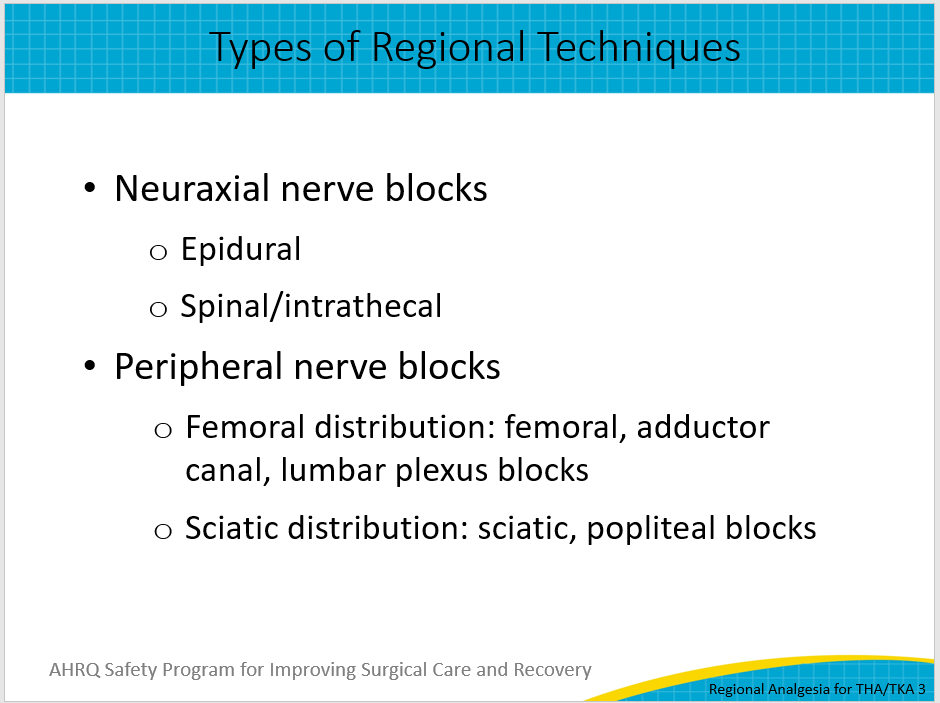 Types of Regional Techniques
• Neuraxial nerve blocks
o Epidural
o Spinal/intrathecal
• Peripheral nerve blocks
o Femoral distribution: femoral, adductor
canal, lumbar plexus blocks
o Sciatic distribution: sciatic, popliteal blocks
AHRQ Safety Program for Improving Surgical Care and Recovery
Regional Analgesia for THA/TKA 3